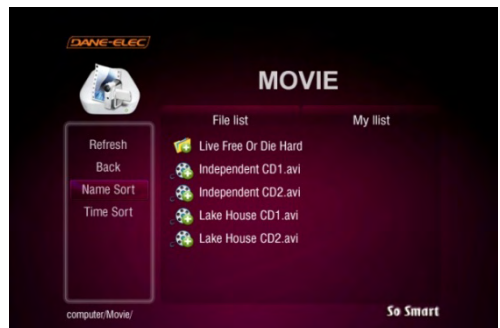 DANE-ELEC
MOVIE
File list
My llist
Refresh
Back
Name Sort
Time Sort
Live Free Or Die Hard
Independent CD1.avi
Independent CD2.avi
Lake House CD1.avi
Lake House CD2.avi
computer/Movie/
So Smart